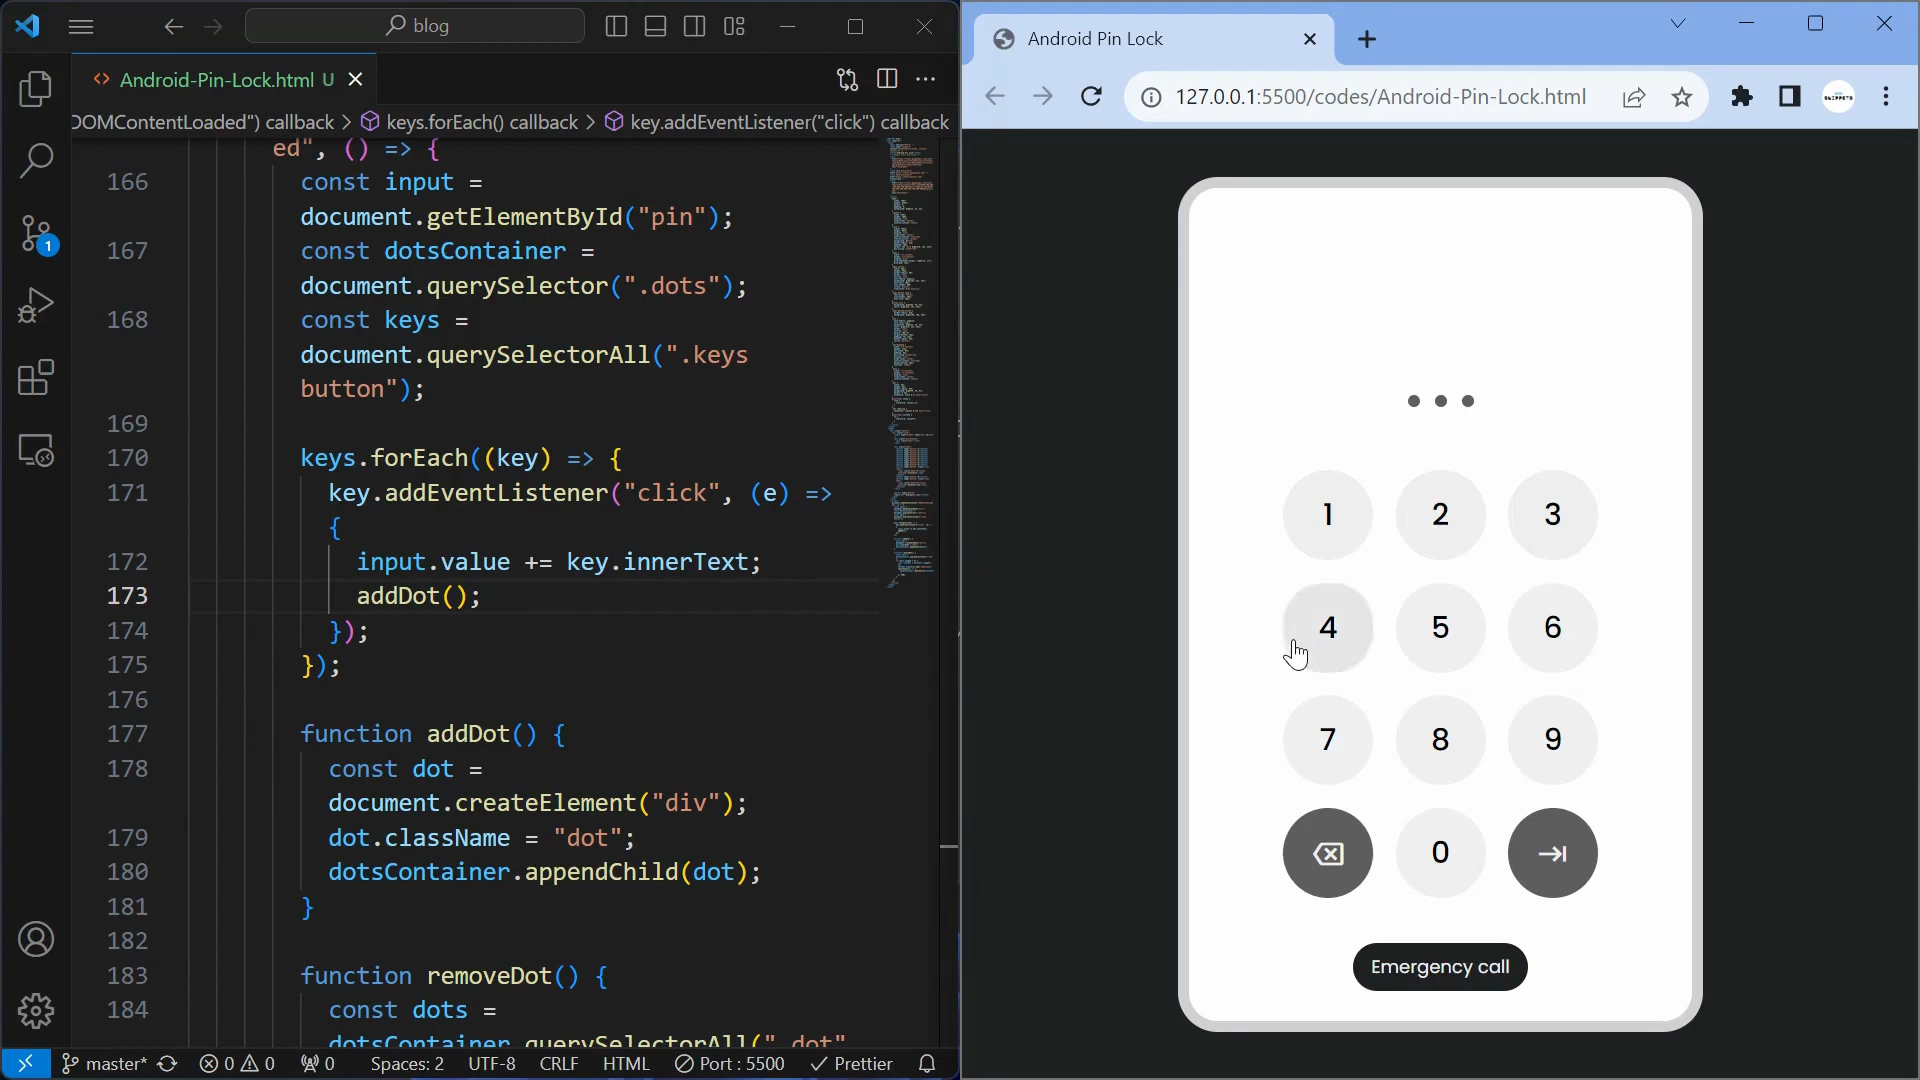 blog
Android-Pin-Lock.html U
DOMContentLoaded") callback > keys.forEach() callback > key.addEventListener("click") callback
ed", () => {
166 const input =
document.getElementById("pin");
167 const dotsContainer =
document.querySelector(".dots");
168 const keys =
document.querySelectorAll(".keys
button");
169
170 keys.forEach((key) => {
171 key.addEventListener("click", (e) =>
{
172 input.value += key.innerText;
173 addDot();
174 });
175 });
176
177 function addDot() {
178 const dot =
document.createElement("div");
179 dot.className = "dot";
180 dotsContainer.appendChild(dot);
181 }
182
183 function removeDot() {
184 const dots =
dotsContainer.querySelectorAll(".dot"
1
master* 0 0 0 Spaces: 2 UTF-8 CRLF HTML Port : 5500 Prettier
Android Pin Lock
127.0.0.1:5500/codes/Android-Pin-Lock.html
1 2 3
4 5 6
7 8 9
0
Emergency call